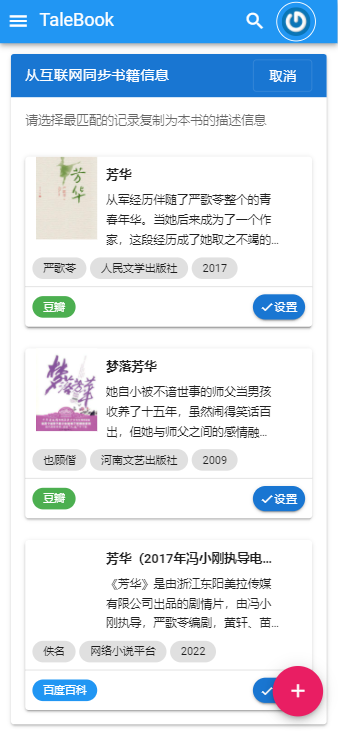 TaleBook
从互联网同步书籍信息
取消
请选择最匹配的记录复制为本书的描述信息
芳华
芳华
从军经历伴随了严歌苓整个的青
春年华。当她后来成为了一个作
家，这段经历成了她取之不竭的...
严歌苓
人民文学出版社
2017
豆瓣
设置
梦落芳华
梦落芳华
她自小被不谙世事的师父当男孩
收养了十五年，虽然闹得笑话百
出，但她与师父之间的感情融...
也顾偕
河南文艺出版社
2009
豆瓣
设置
芳华（2017年冯小刚执导电...
《芳华》是由浙江东阳美拉传媒
有限公司出品的剧情片，由冯小
刚执导，严歌苓编剧，黄轩、苗...
佚名
网络小说平台
2022
百度百科